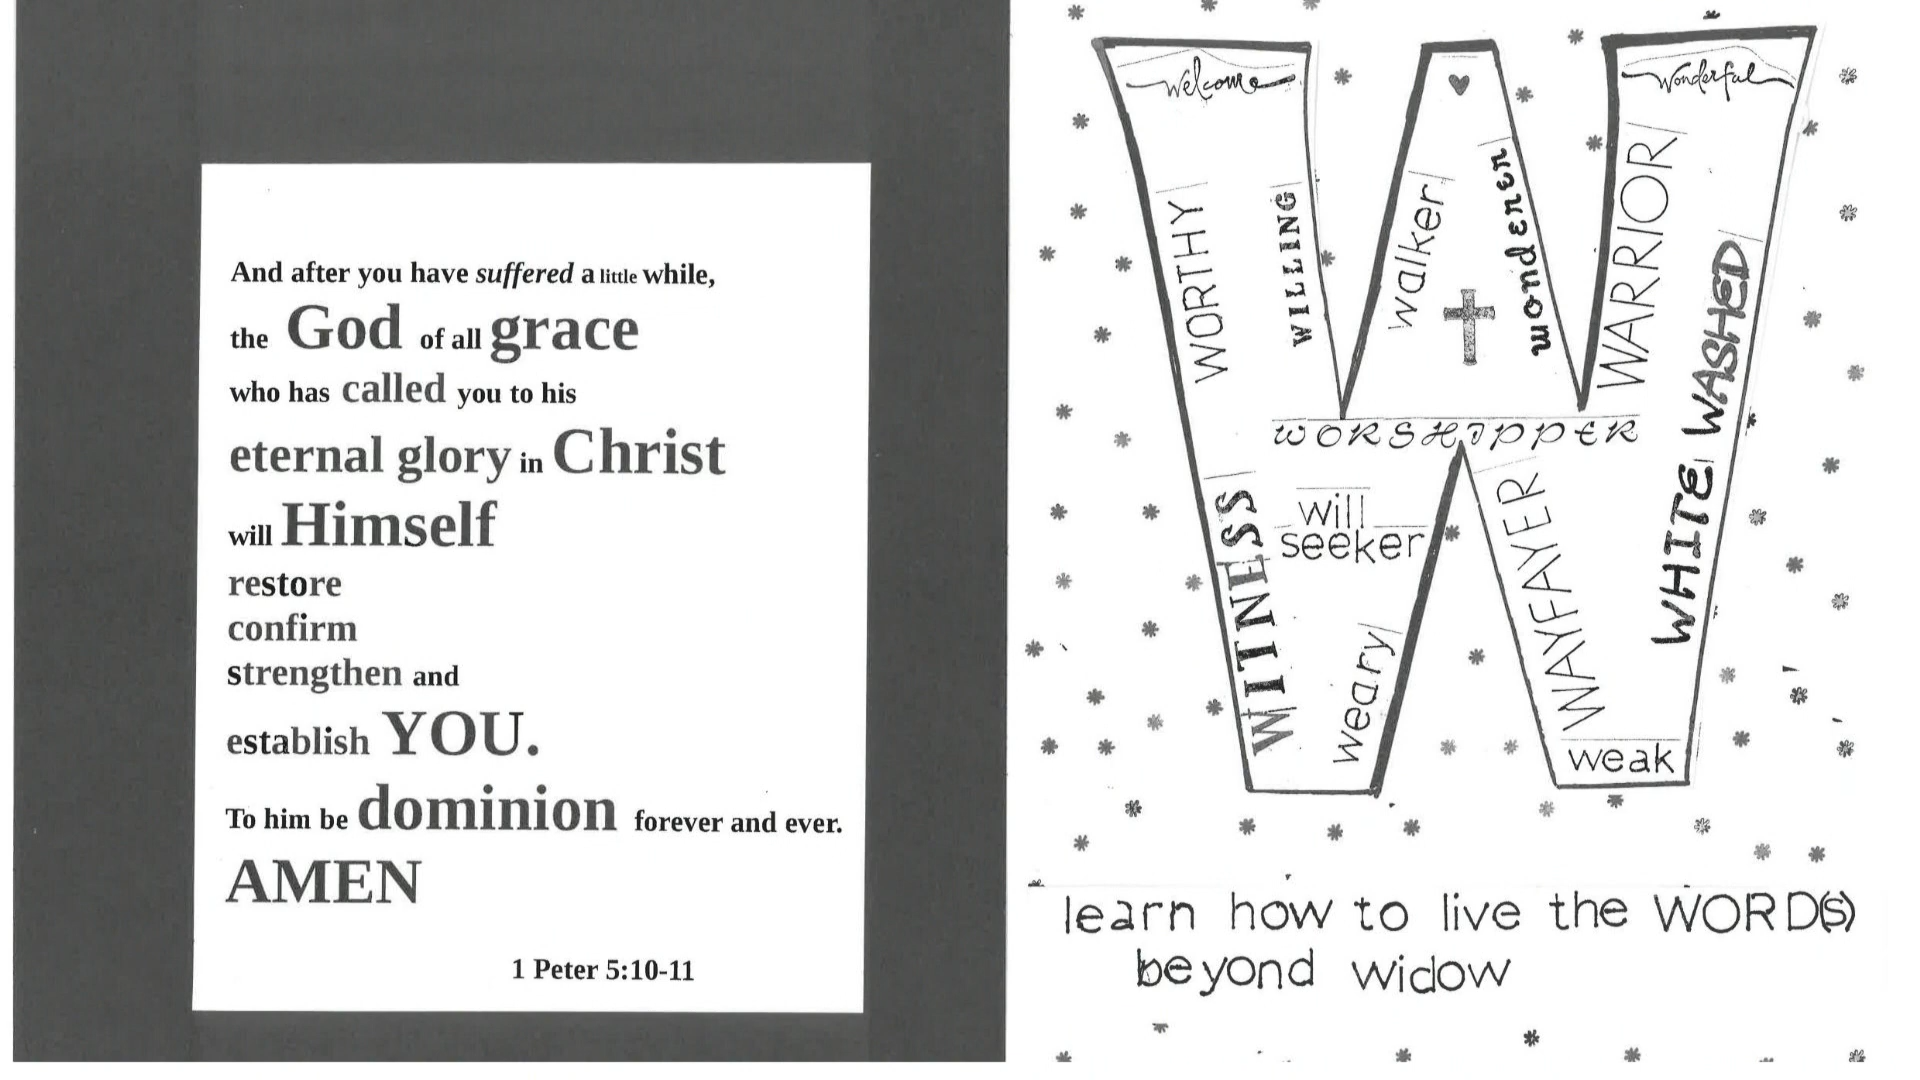 And after you have suffered a little while,
the God of all grace
who has called you to his
eternal glory in Christ
will Himself
restore
confirm
strengthen and
establish YOU.
To him be dominion forever and ever.
AMEN
1 Peter 5:10-11
Welcome
Wonderful
WORTHY
WILLING
walker
wonderer
WARRIOR
WHITE WASHED
WORSHIPPER
WITNESS
will
seeker
weary
WAYFAYER
weak
learn how to live the WORD(S)
beyond widow